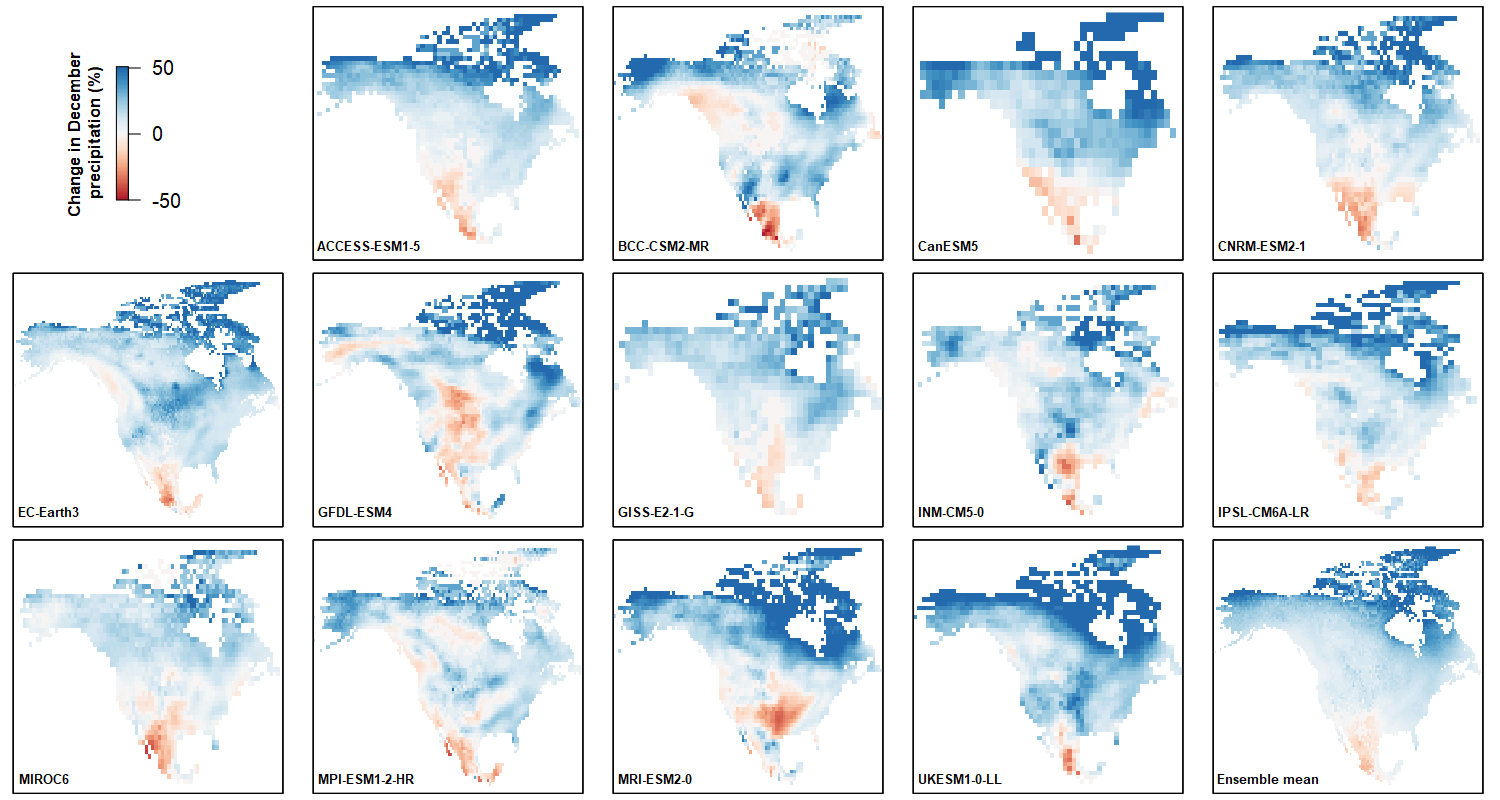 Change in December
precipitation (%)
50
0
-50
ACCESS-ESM1-5
BCC-CSM2-MR
CanESM5
CNRM-ESM2-1
EC-Earth3
GFDL-ESM4
GISS-E2-1-G
INM-CM5-0
IPSL-CM6A-LR
MIROC6
MPI-ESM1-2-HR
MRI-ESM2-0
UKESM1-0-LL
Ensemble mean